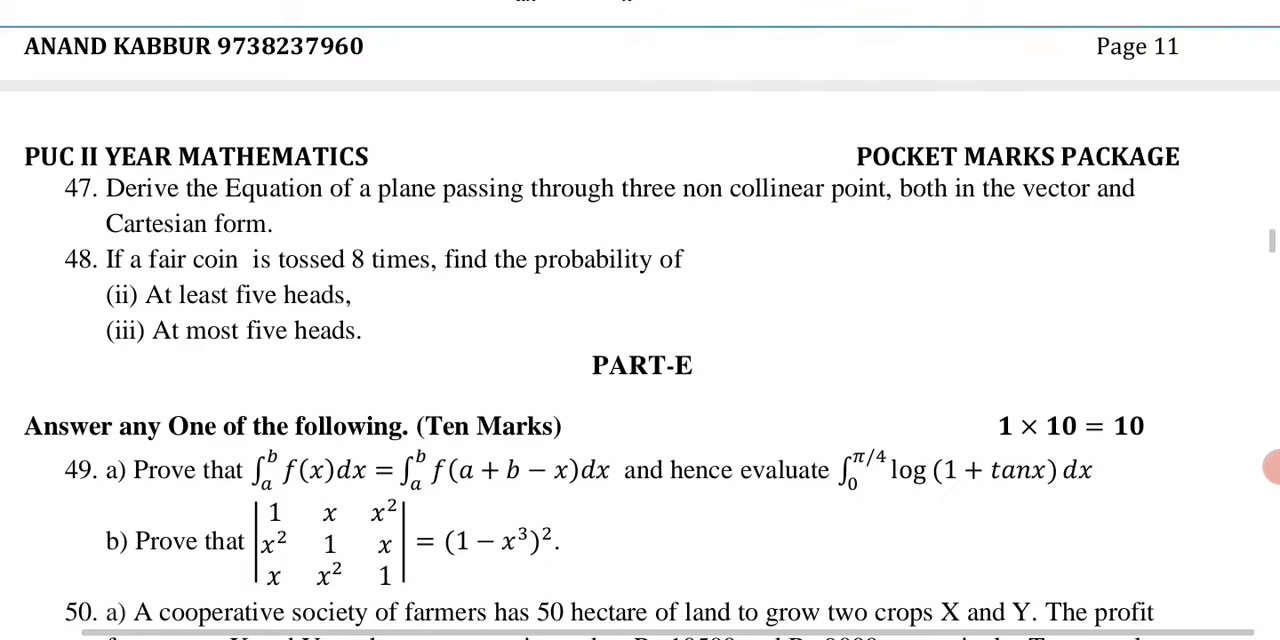 ANAND KABBUR 9738237960 Page 11
PUC II YEAR MATHEMATICS POCKET MARKS PACKAGE
47. Derive the Equation of a plane passing through three non collinear point, both in the vector and
Cartesian form.
48. If a fair coin is tossed 8 times, find the probability of
(ii) At least five heads,
(iii) At most five heads.
PART-E
Answer any One of the following. (Ten Marks) 1 × 10 = 10
49. a) Prove that ∫ₐᵇ f(x)dx = ∫ₐᵇ f(a + b − x)dx and hence evaluate ∫₀^π/4 log (1 + tanx) dx
b) Prove that |1 x x²|
|x² 1 x| = (1 − x³)².
|x x² 1|
50. a) A cooperative society of farmers has 50 hectare of land to grow two crops X and Y. The profit